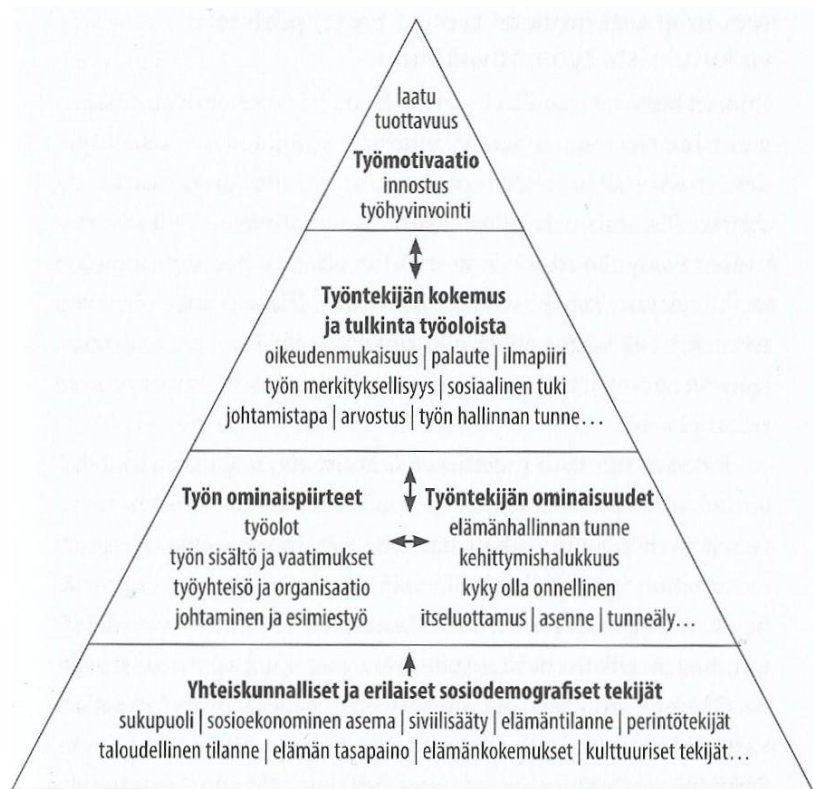 laatu
tuottavuus
Työmotivaatio
innostus
työhyvinvointi
Työntekijän kokemus
ja tulkinta työoloista
oikeudenmukaisuus | palaute | ilmapiiri
työn merkityksellisyys | sosiaalinen tuki
johtamistapa | arvostus | työn hallinnan tunne…
Työn ominaispiirteet
työolot
työn sisältö ja vaatimukset
työyhteisö ja organisaatio
johtaminen ja esimiestyö
Työntekijän ominaisuudet
elämänhallinnan tunne
kehittymishalukkuus
kyky olla onnellinen
itseluottamus | asenne | tunneäly…
Yhteiskunnalliset ja erilaiset sosiodemografiset tekijät
sukupuoli | sosioekonominen asema | siviilisääty | elämäntilanne | perintötekijät
taloudellinen tilanne | elämän tasapaino | elämänkokemukset | kulttuuriset tekijät…